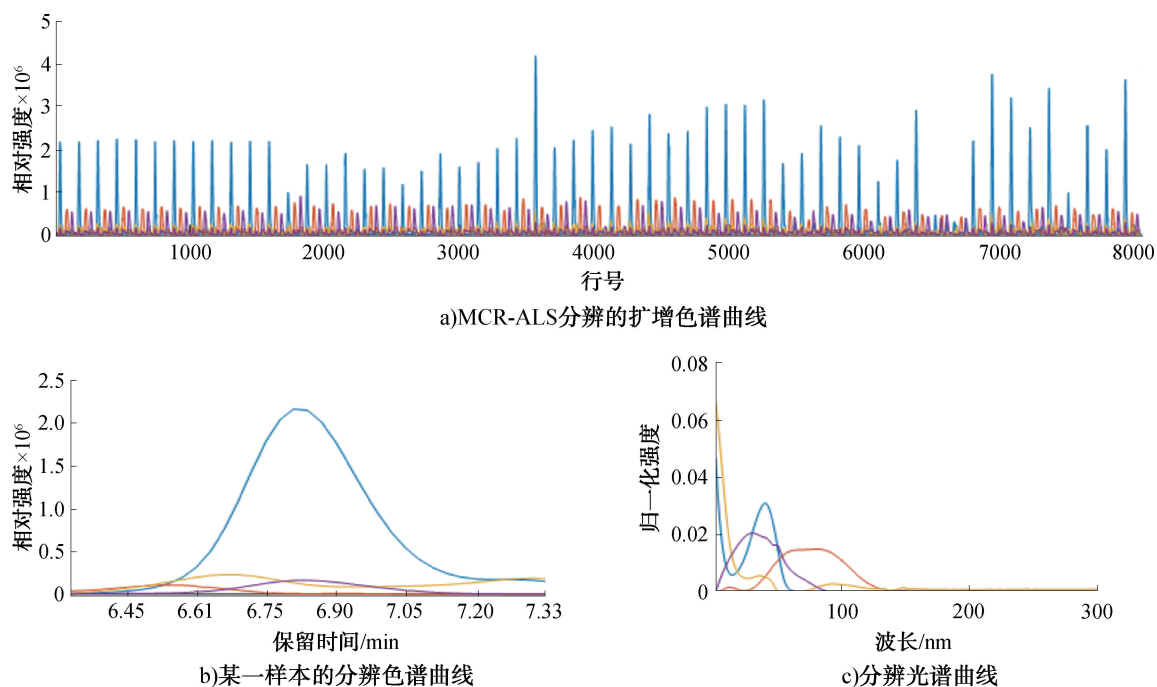 相对强度×10⁶
5
4
3
2
1
0
1000 2000 3000 4000 5000 6000 7000 8000
行号
a)MCR-ALS分辨的扩增色谱曲线
相对强度×10⁶
2.5
2.0
1.5
1.0
0.5
0
6.45 6.61 6.75 6.90 7.05 7.20 7.33
保留时间/min
b)某一样本的分辨色谱曲线
归一化强度
0.08
0.06
0.04
0.02
0
100 200 300
波长/nm
c)分辨光谱曲线